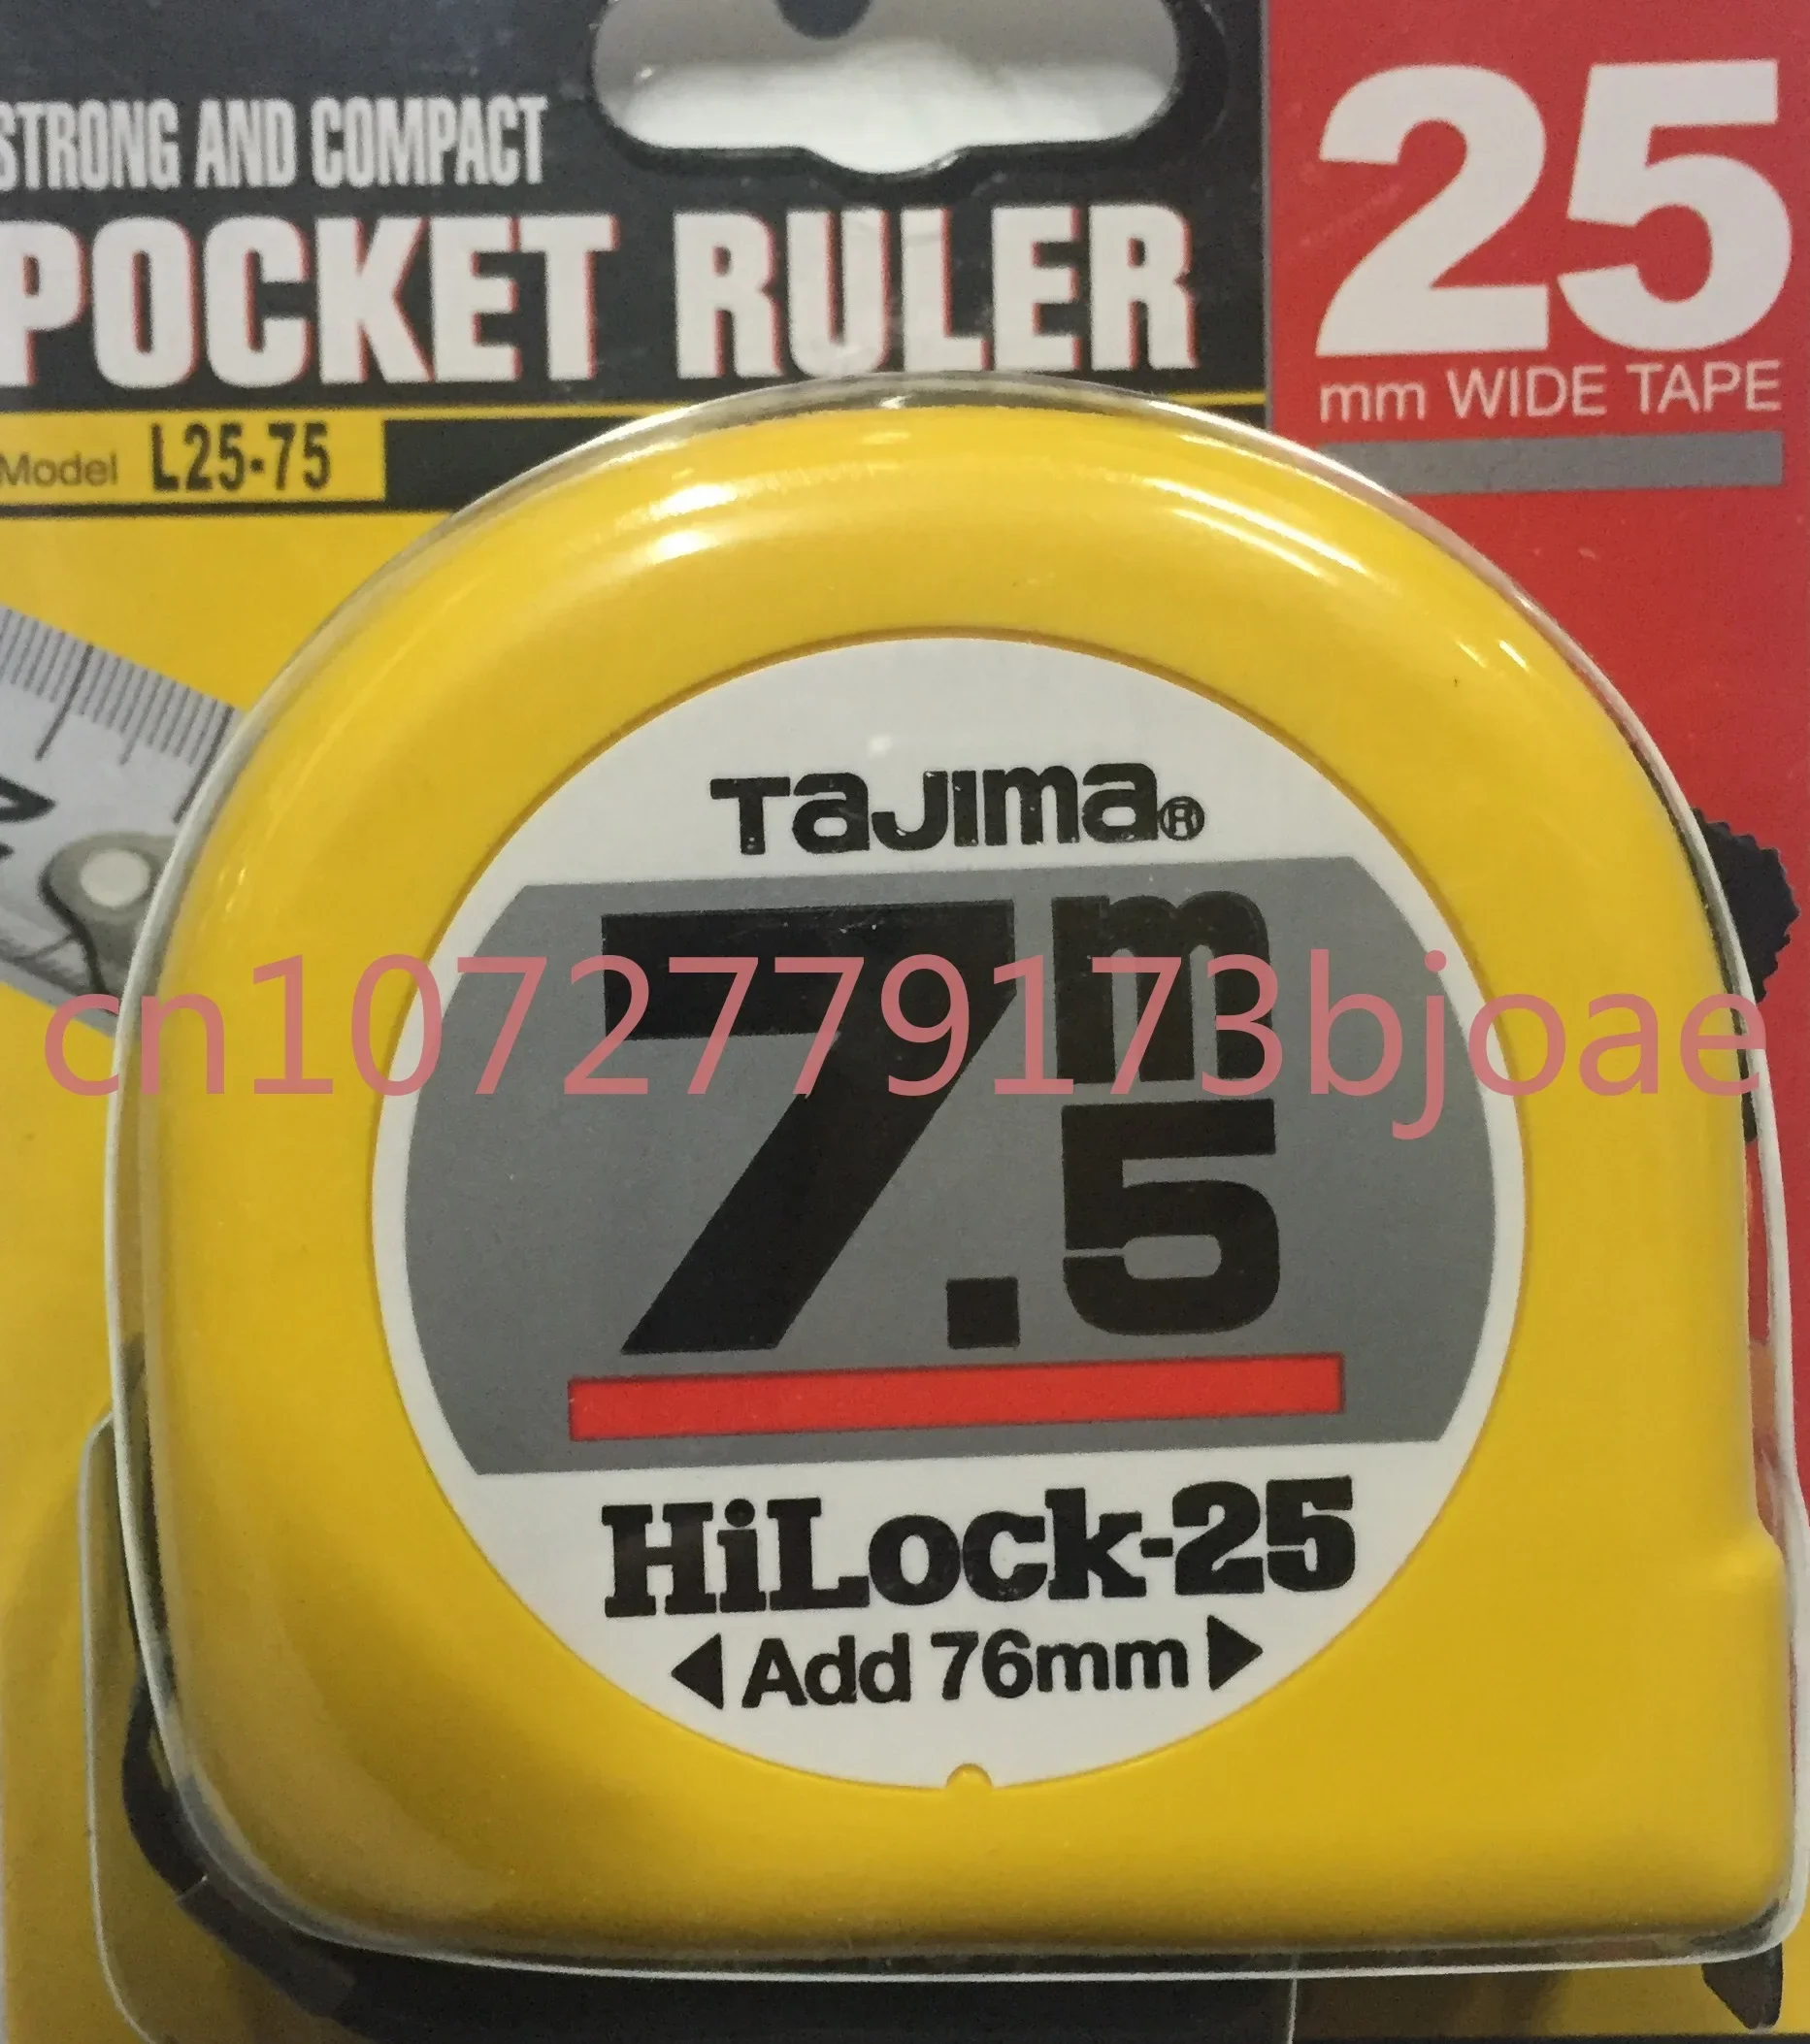 STRONG AND COMPACT
POCKET RULER
25
mm WIDE TAPE
Model L25-75
TaJIma®
7.5m
cn10727779173bjoae
HiLock-25
◀Add 76mm▶